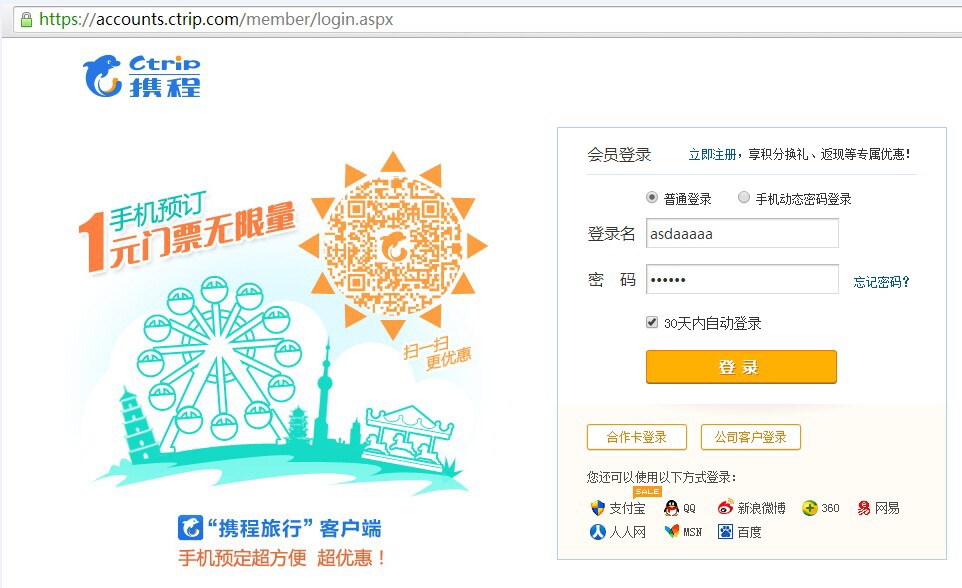 https://accounts.ctrip.com/member/login.aspx
Ctrip
携程
手机预订
1元门票无限量
扫一扫
更优惠
“携程旅行”客户端
手机预定超方便 超优惠！
会员登录
立即注册，享积分换礼、返现等专属优惠！
普通登录 手机动态密码登录
登录名 asdaaaaa
密 码 ••••••
忘记密码？
30天内自动登录
登 录
合作卡登录 公司客户登录
您还可以使用以下方式登录：
SALE
支付宝 QQ 新浪微博 360 网易
人人网 MSN 百度